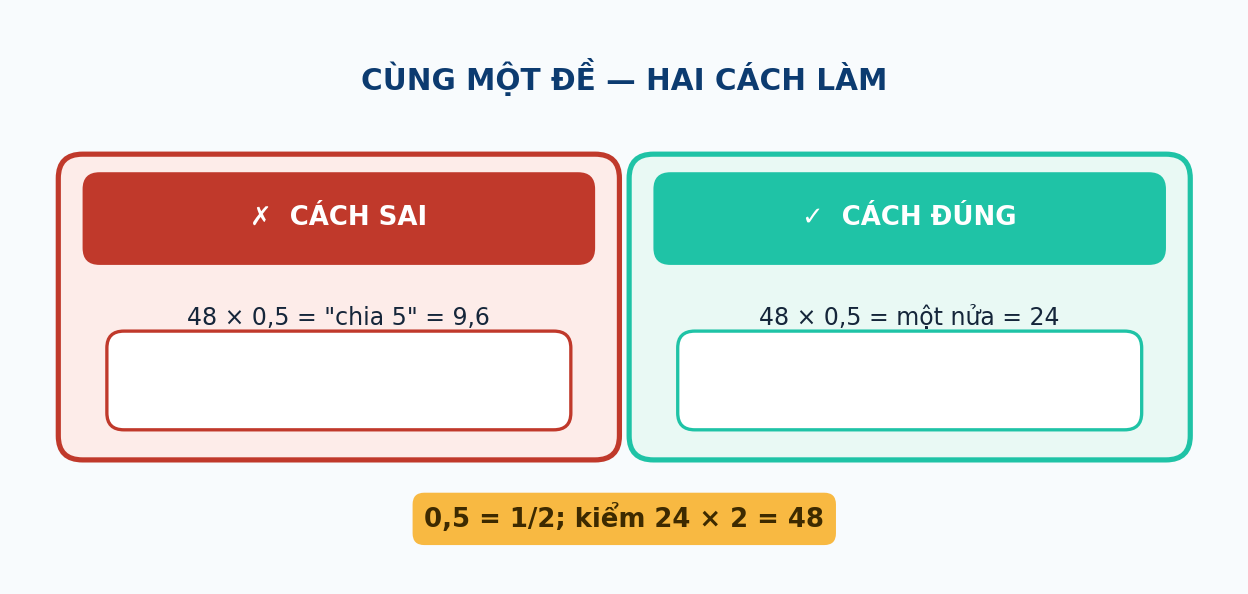 CÙNG MỘT ĐỀ — HAI CÁCH LÀM
✗ CÁCH SAI
48 × 0,5 = "chia 5" = 9,6
✓ CÁCH ĐÚNG
48 × 0,5 = một nửa = 24
0,5 = 1/2; kiểm 24 × 2 = 48